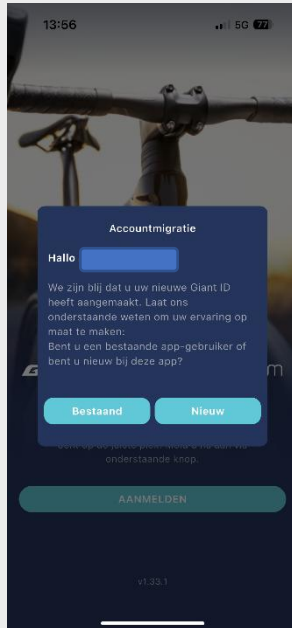 13:56
5G 77
Accountmigratie
Hallo
We zijn blij dat u uw nieuwe Giant ID
heeft aangemaakt. Laat ons
onderstaande weten om uw ervaring op
maat te maken:
Bent u een bestaande app-gebruiker of
bent u nieuw bij deze app?
Bestaand
Nieuw
onderstaande knop.
AANMELDEN
v1.33.1